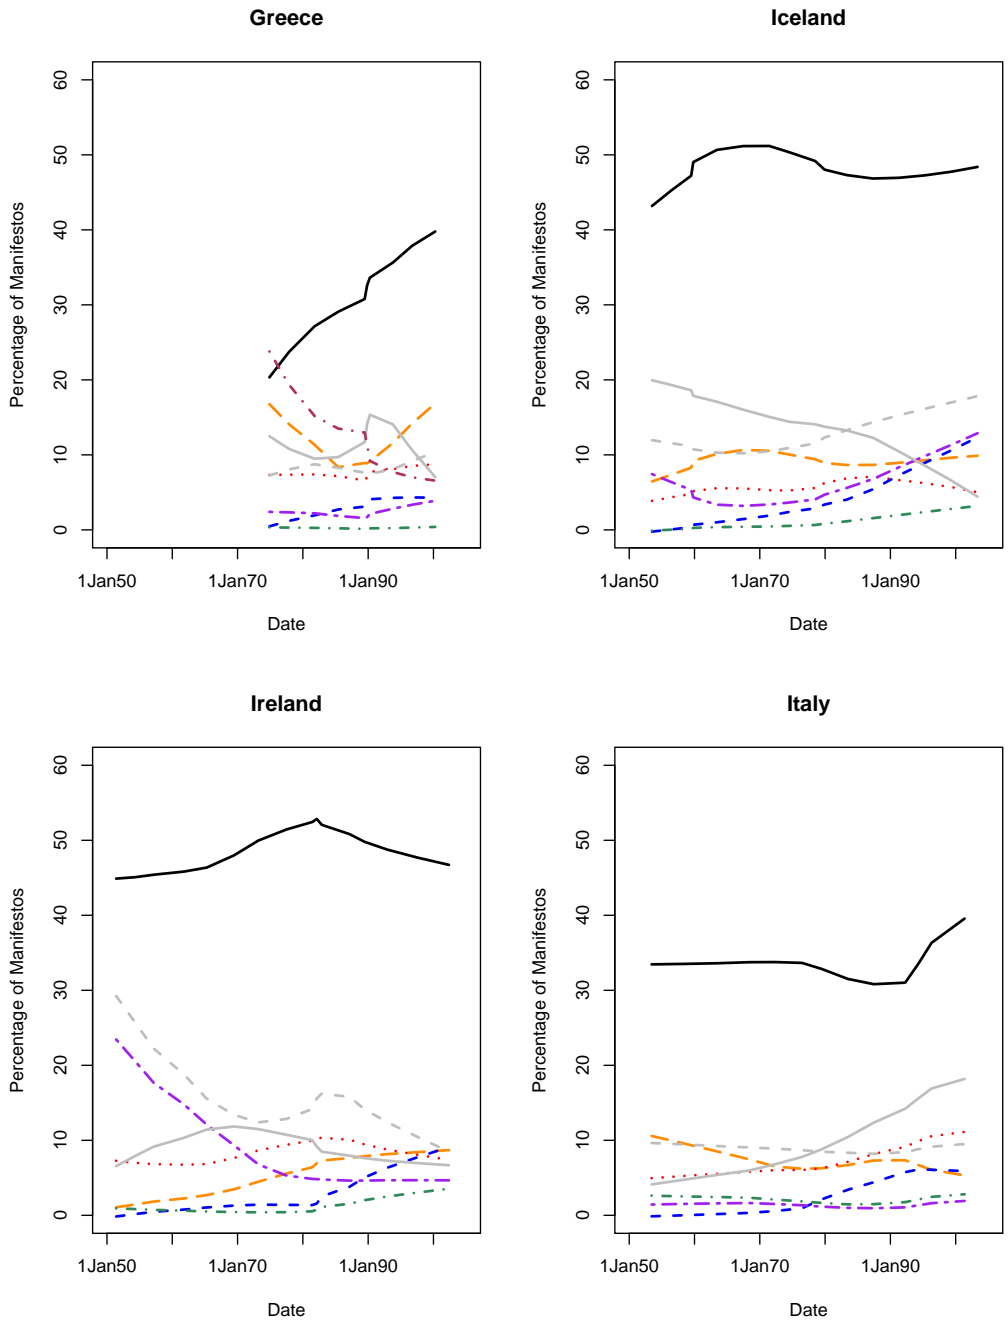 Greece
Percentage of Manifestos
60
50
40
30
20
10
0
1Jan50
1Jan70
1Jan90
Date
Iceland
Percentage of Manifestos
60
50
40
30
20
10
0
1Jan50
1Jan70
1Jan90
Date
Ireland
Percentage of Manifestos
60
50
40
30
20
10
0
1Jan50
1Jan70
1Jan90
Date
Italy
Percentage of Manifestos
60
50
40
30
20
10
0
1Jan50
1Jan70
1Jan90
Date